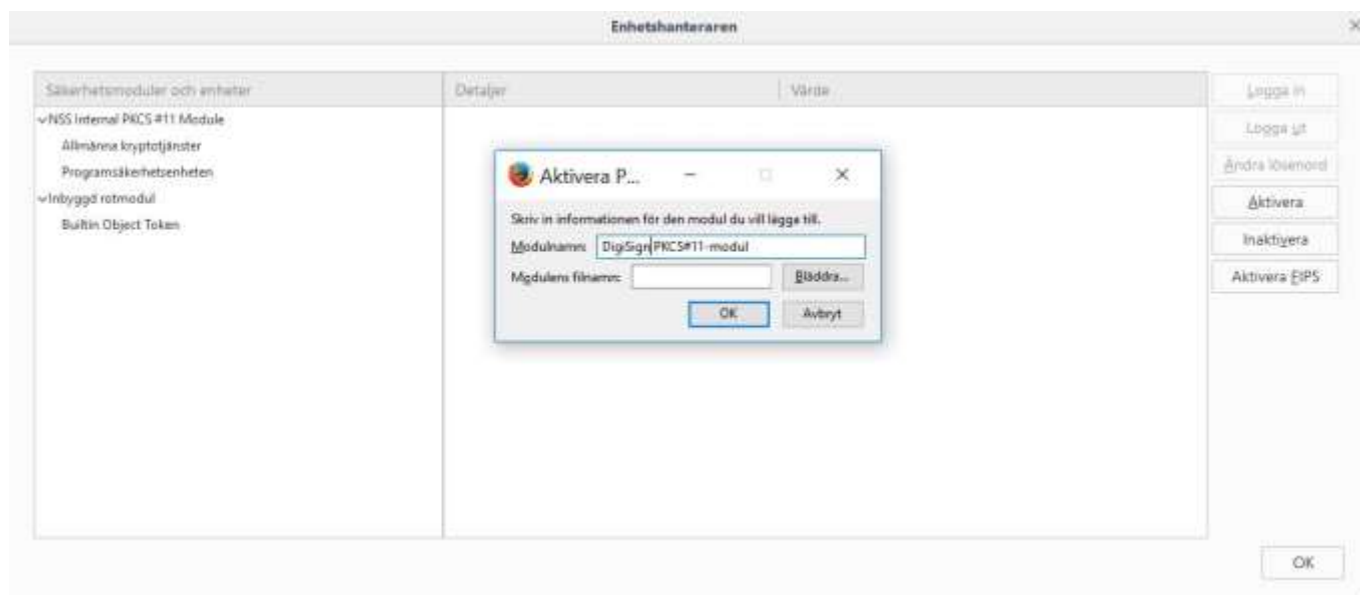 Enhetshanteraren
Säkerhetsmoduler och enheter
Detaljer
Värde
Logga in
NSS Internal PKCS #11 Module
Logga ut
Allmänna kryptotjänster
Aktivera P...
Ändra lösenord
Programsäkerhetsenheten
Inbyggd rotmodul
Skriv in informationen för den modul du vill lägga till.
Aktivera
Builtin Object Token
Modulnamn: DigiSign PKCS#11-modul
Inaktivera
Modulens filnamn:
Bläddra...
Aktivera FIPS
OK
Avbryt
OK